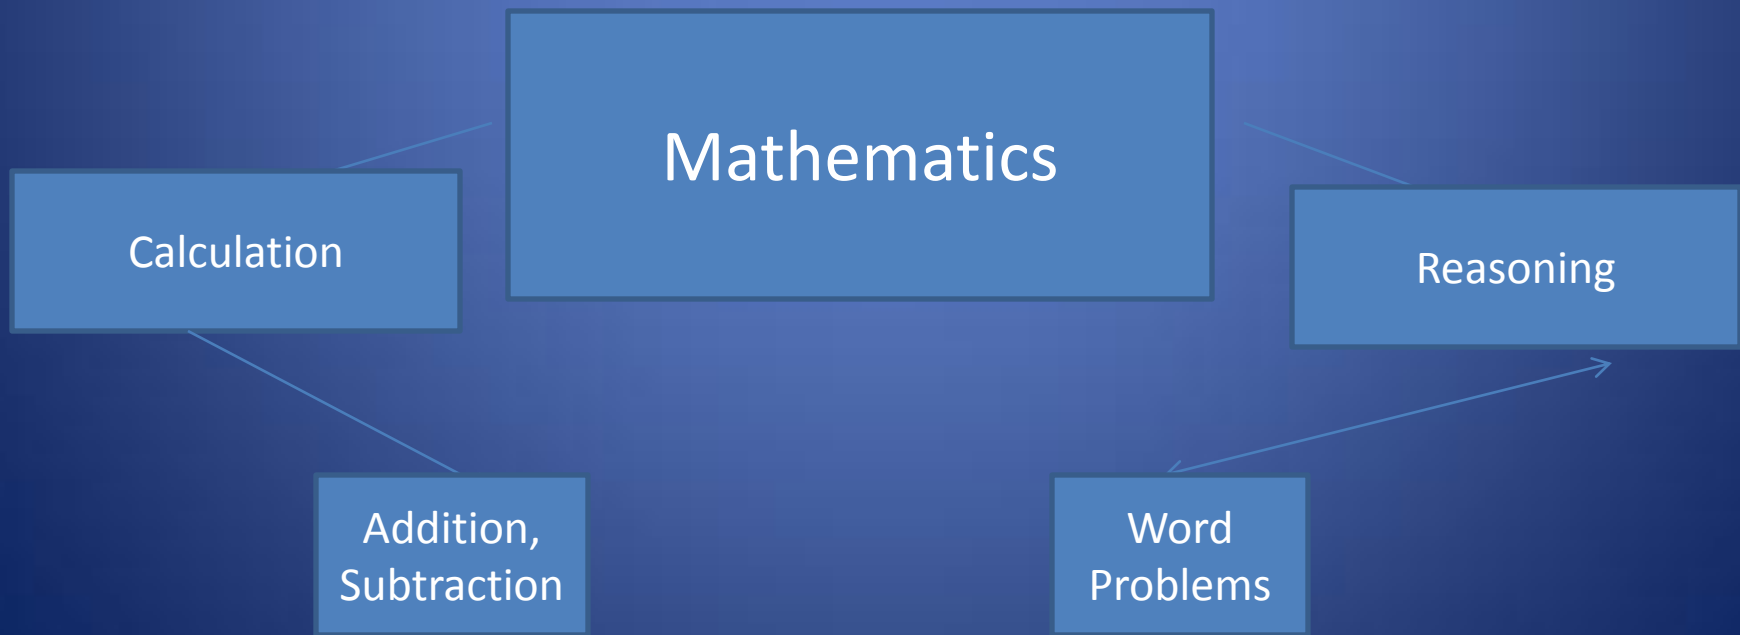 Mathematics
Calculation
Reasoning
Addition,
Subtraction
Word
Problems